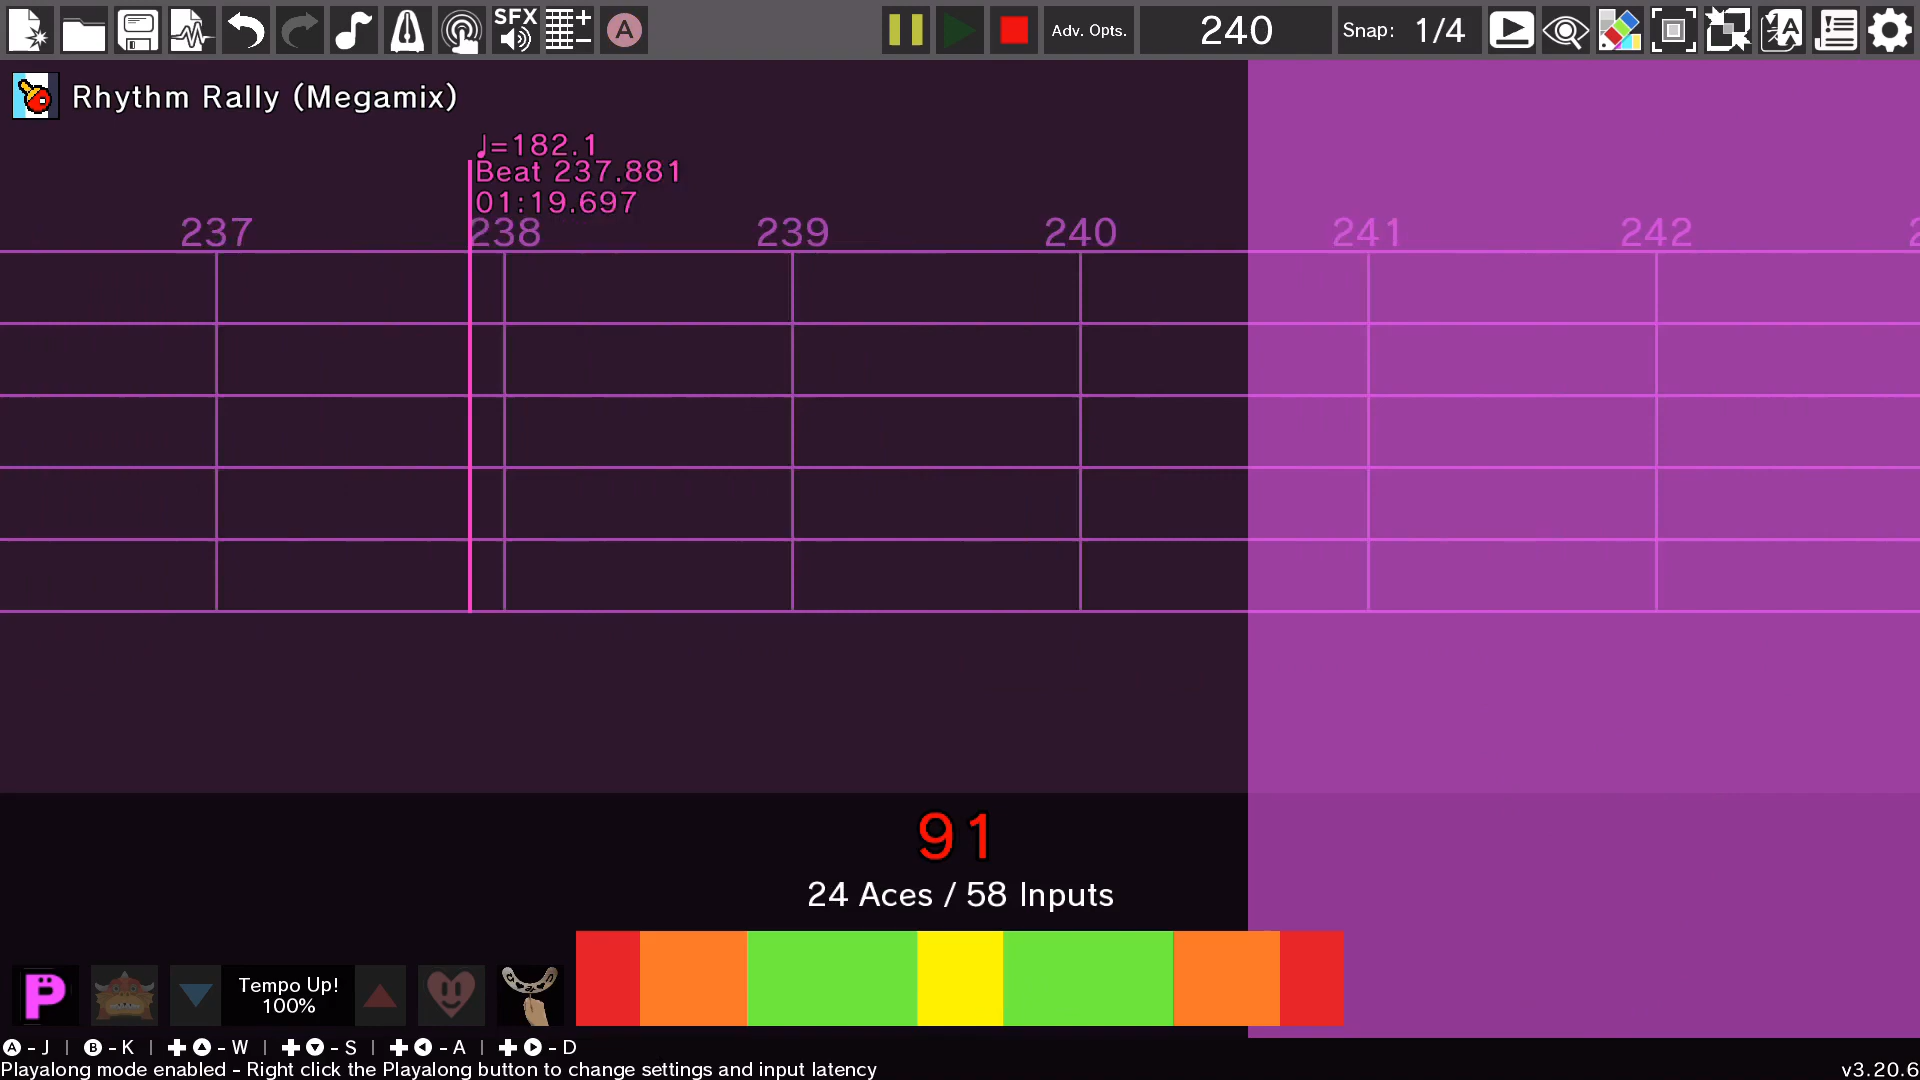 SFX
A
Adv. Opts.
240
Snap: 1/4
A
Rhythm Rally (Megamix)
♩=182.1
Beat 237.881
01:19.697
237 238 239 240 241 242
91
24 Aces / 58 Inputs
P
Tempo Up!
100%
A - J | B - K | - W | - S | - A | - D
Playalong mode enabled - Right click the Playalong button to change settings and input latency
v3.20.6